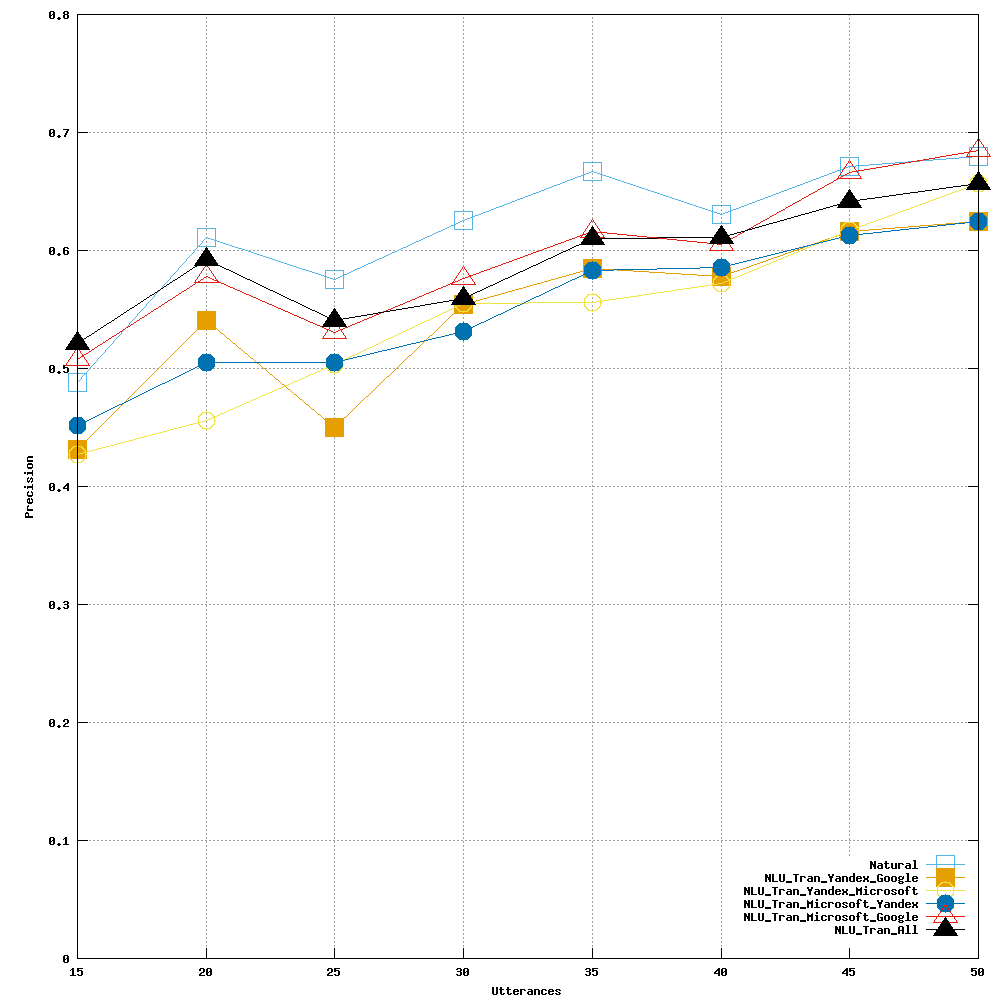 0.8
0.7
0.6
0.5
0.4
0.3
0.2
0.1
0
Precision
15 20 25 30 35 40 45 50
Utterances
Natural
NLU_Tran_Yandex_Google
NLU_Tran_Yandex_Microsoft
NLU_Tran_Microsoft_Yandex
NLU_Tran_Microsoft_Google
NLU_Tran_All